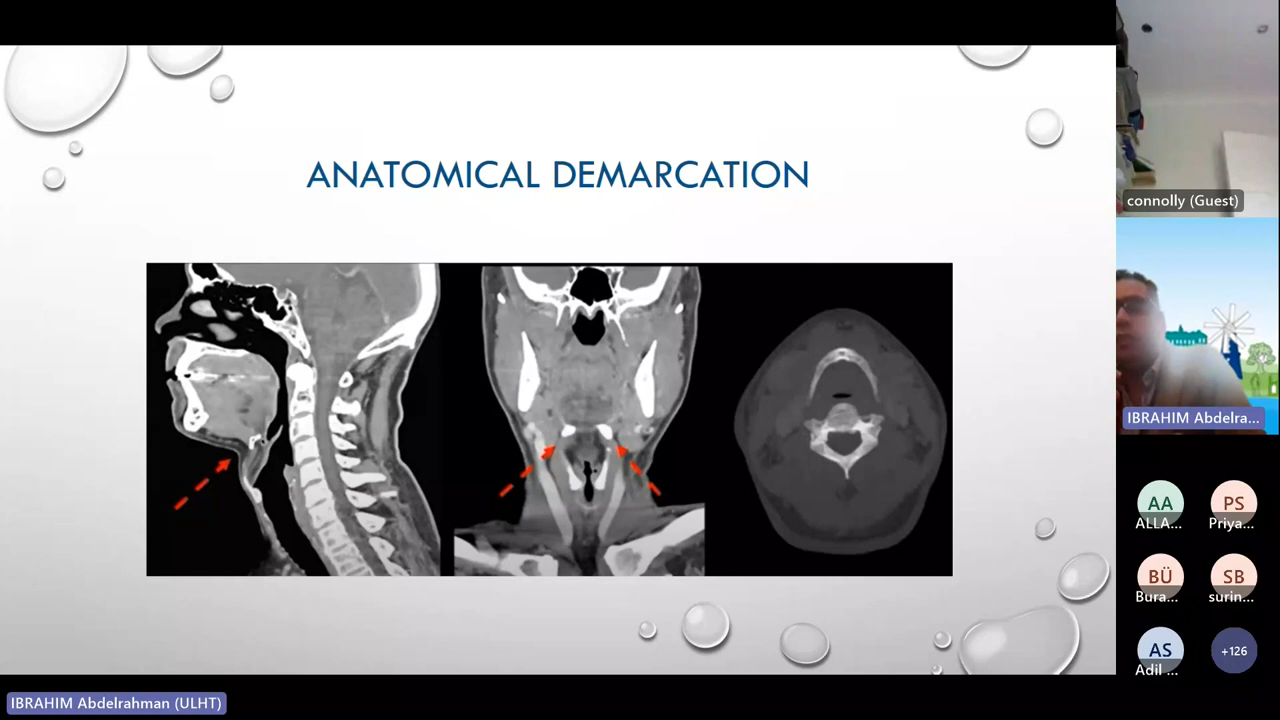 ANATOMICAL DEMARCATION
connolly (Guest)
IBRAHIM Abdelra...
AA
ALLA...
PS
Priya...
BÜ
Bura...
SB
surin...
AS
Adil ...
+126
IBRAHIM Abdelrahman (ULHT)